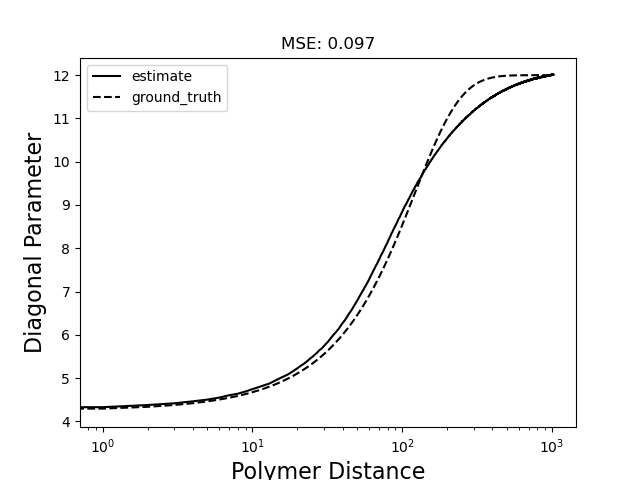 MSE: 0.097
estimate
ground_truth
Diagonal Parameter
12
11
10
9
8
7
6
5
4
10⁰ 10¹ 10² 10³
Polymer Distance